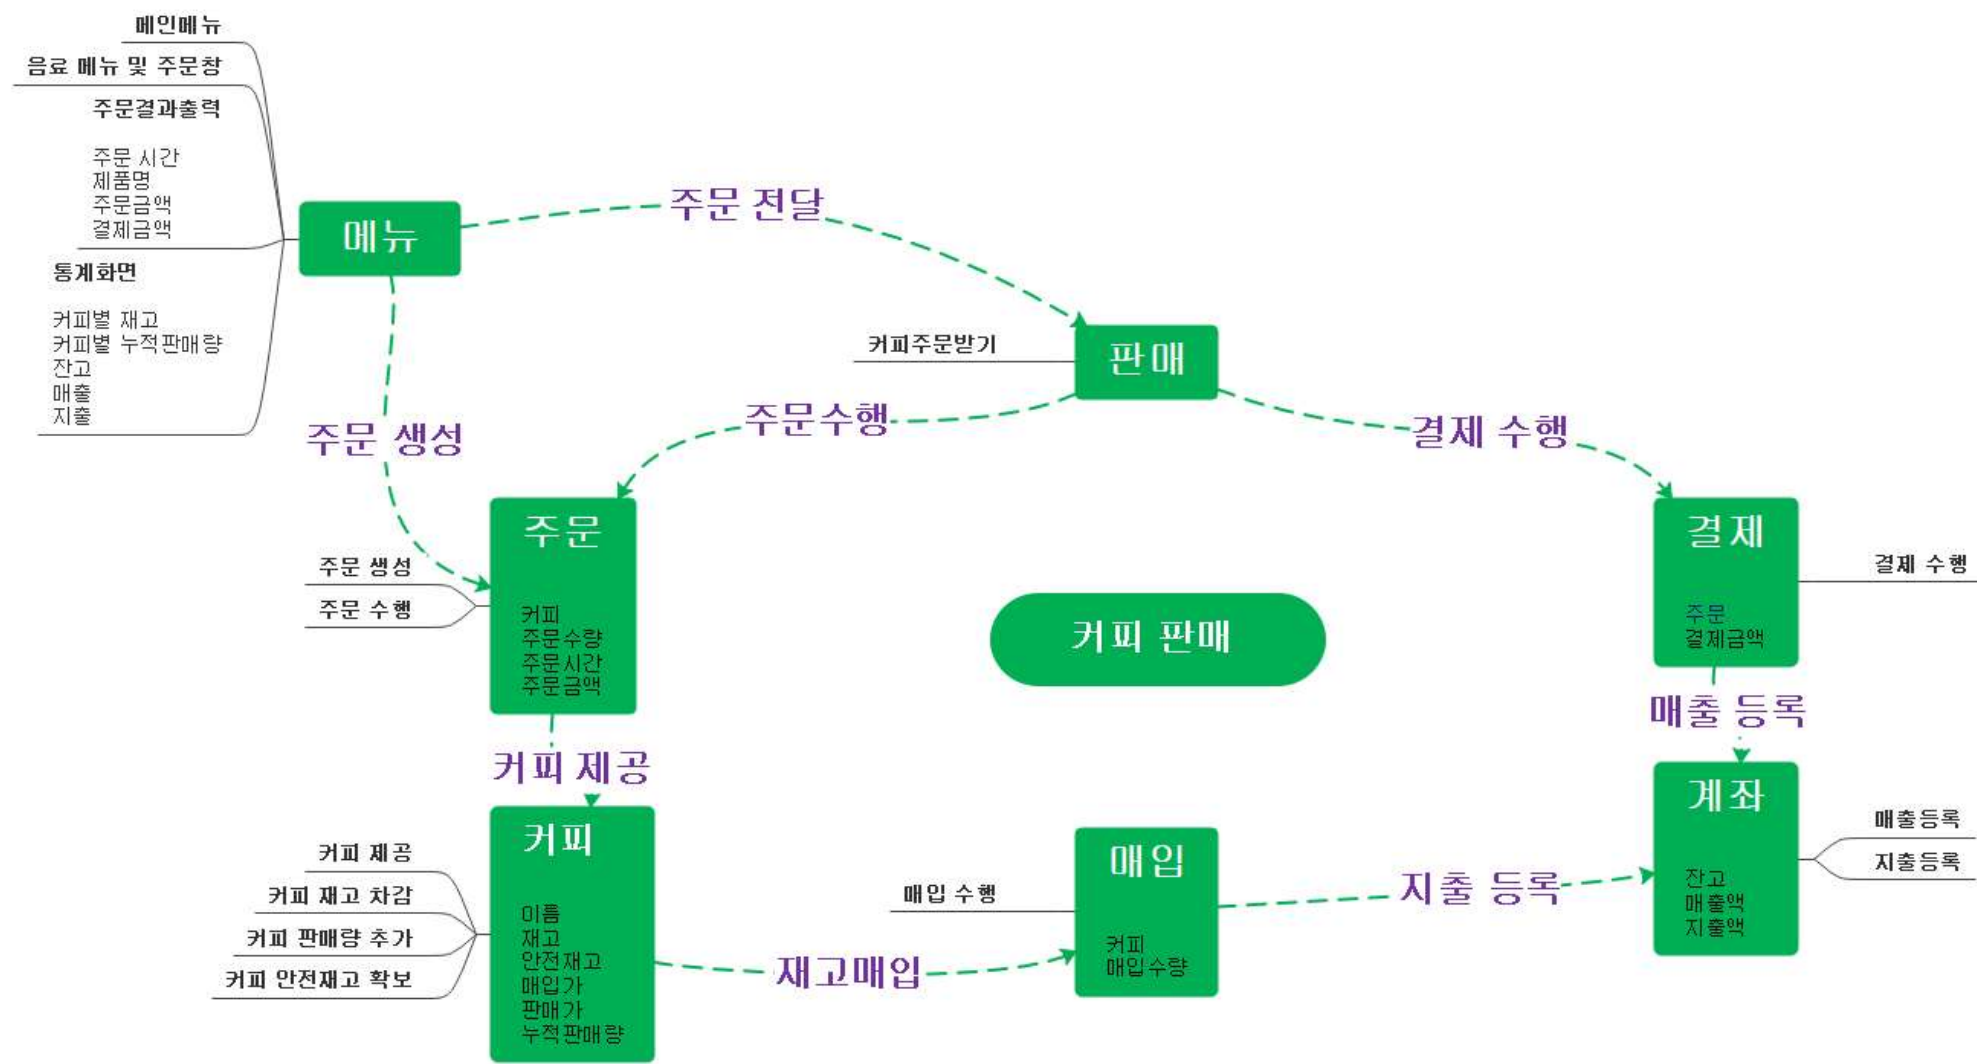 메인메뉴
음료 메뉴 및 주문창
주문결과출력
주문 시간
제품명
주문금액
결제금액
통계화면
커피별 재고
커피별 누적판매량
잔고
매출
지출
메뉴
주문 전달
주문 생성
커피주문받기
판매
주문수행
결제 수행
주문
커피
주문수량
주문시간
주문금액
주문 생성
주문 수행
커피 판매
결제
주문
결제금액
결제 수행
커피 제공
매출 등록
커피
이름
재고
안전재고
매입가
판매가
누적판매량
커피 제공
커피 재고 차감
커피 판매량 추가
커피 안전재고 확보
재고매입
매입 수행
매입
커피
매입수량
지출 등록
계좌
잔고
매출액
지출액
매출등록
지출등록